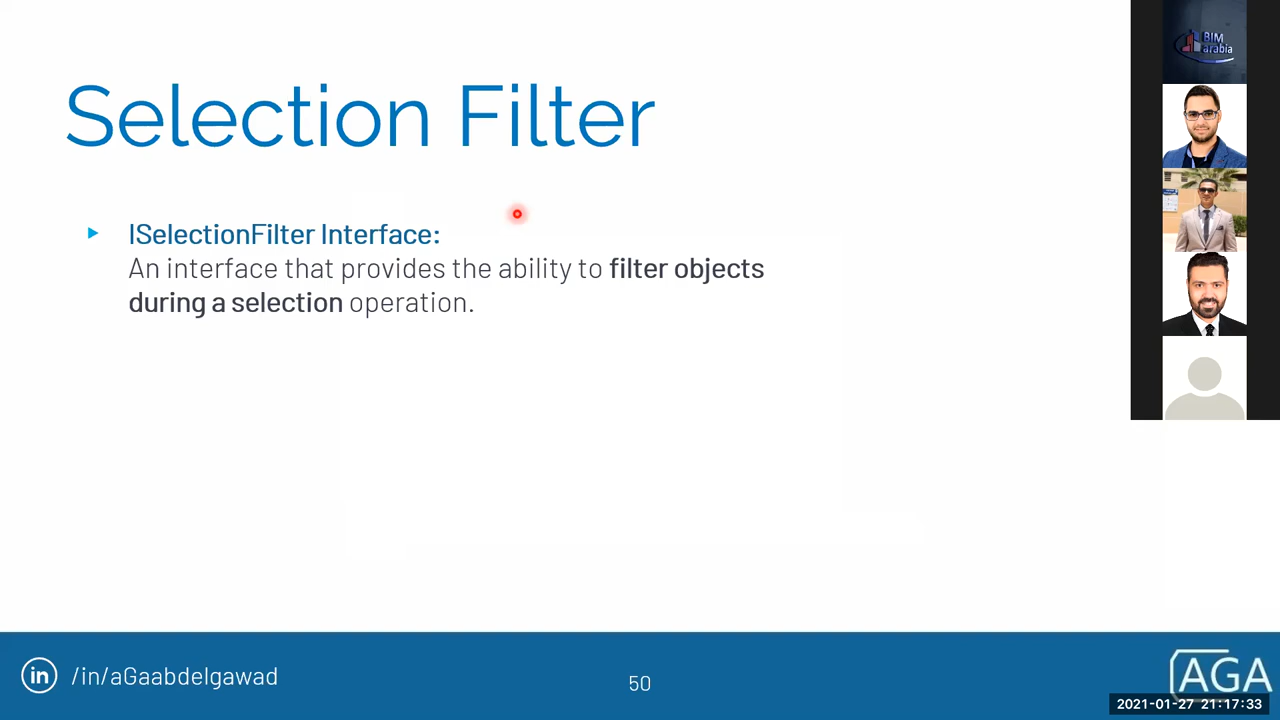 Selection Filter
ISelectionFilter Interface:
An interface that provides the ability to filter objects
during a selection operation.
BIM
arabia
in
/in/aGaabdelgawad
50
AGA
2021-01-27 21:17:33